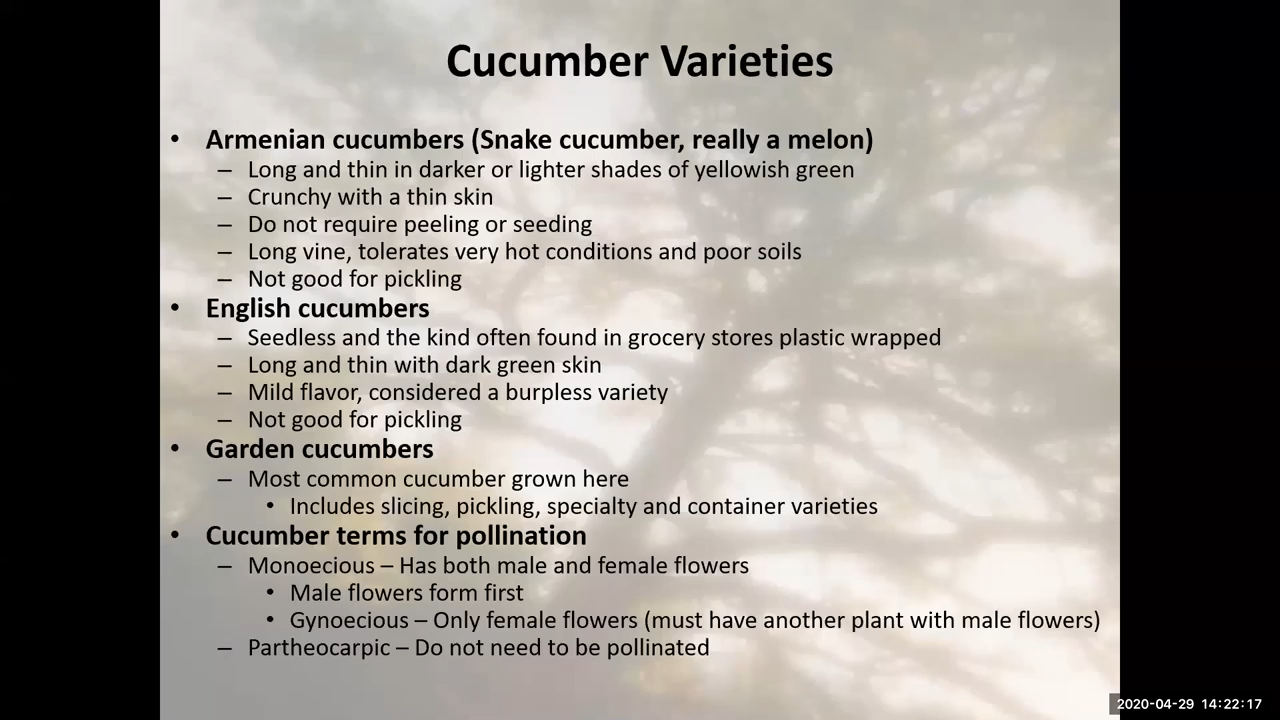 Cucumber Varieties
• Armenian cucumbers (Snake cucumber, really a melon)
– Long and thin in darker or lighter shades of yellowish green
– Crunchy with a thin skin
– Do not require peeling or seeding
– Long vine, tolerates very hot conditions and poor soils
– Not good for pickling
• English cucumbers
– Seedless and the kind often found in grocery stores plastic wrapped
– Long and thin with dark green skin
– Mild flavor, considered a burpless variety
– Not good for pickling
• Garden cucumbers
– Most common cucumber grown here
• Includes slicing, pickling, specialty and container varieties
• Cucumber terms for pollination
– Monoecious – Has both male and female flowers
• Male flowers form first
• Gynoecious – Only female flowers (must have another plant with male flowers)
– Partheocarpic – Do not need to be pollinated
2020-04-29 14:22:17